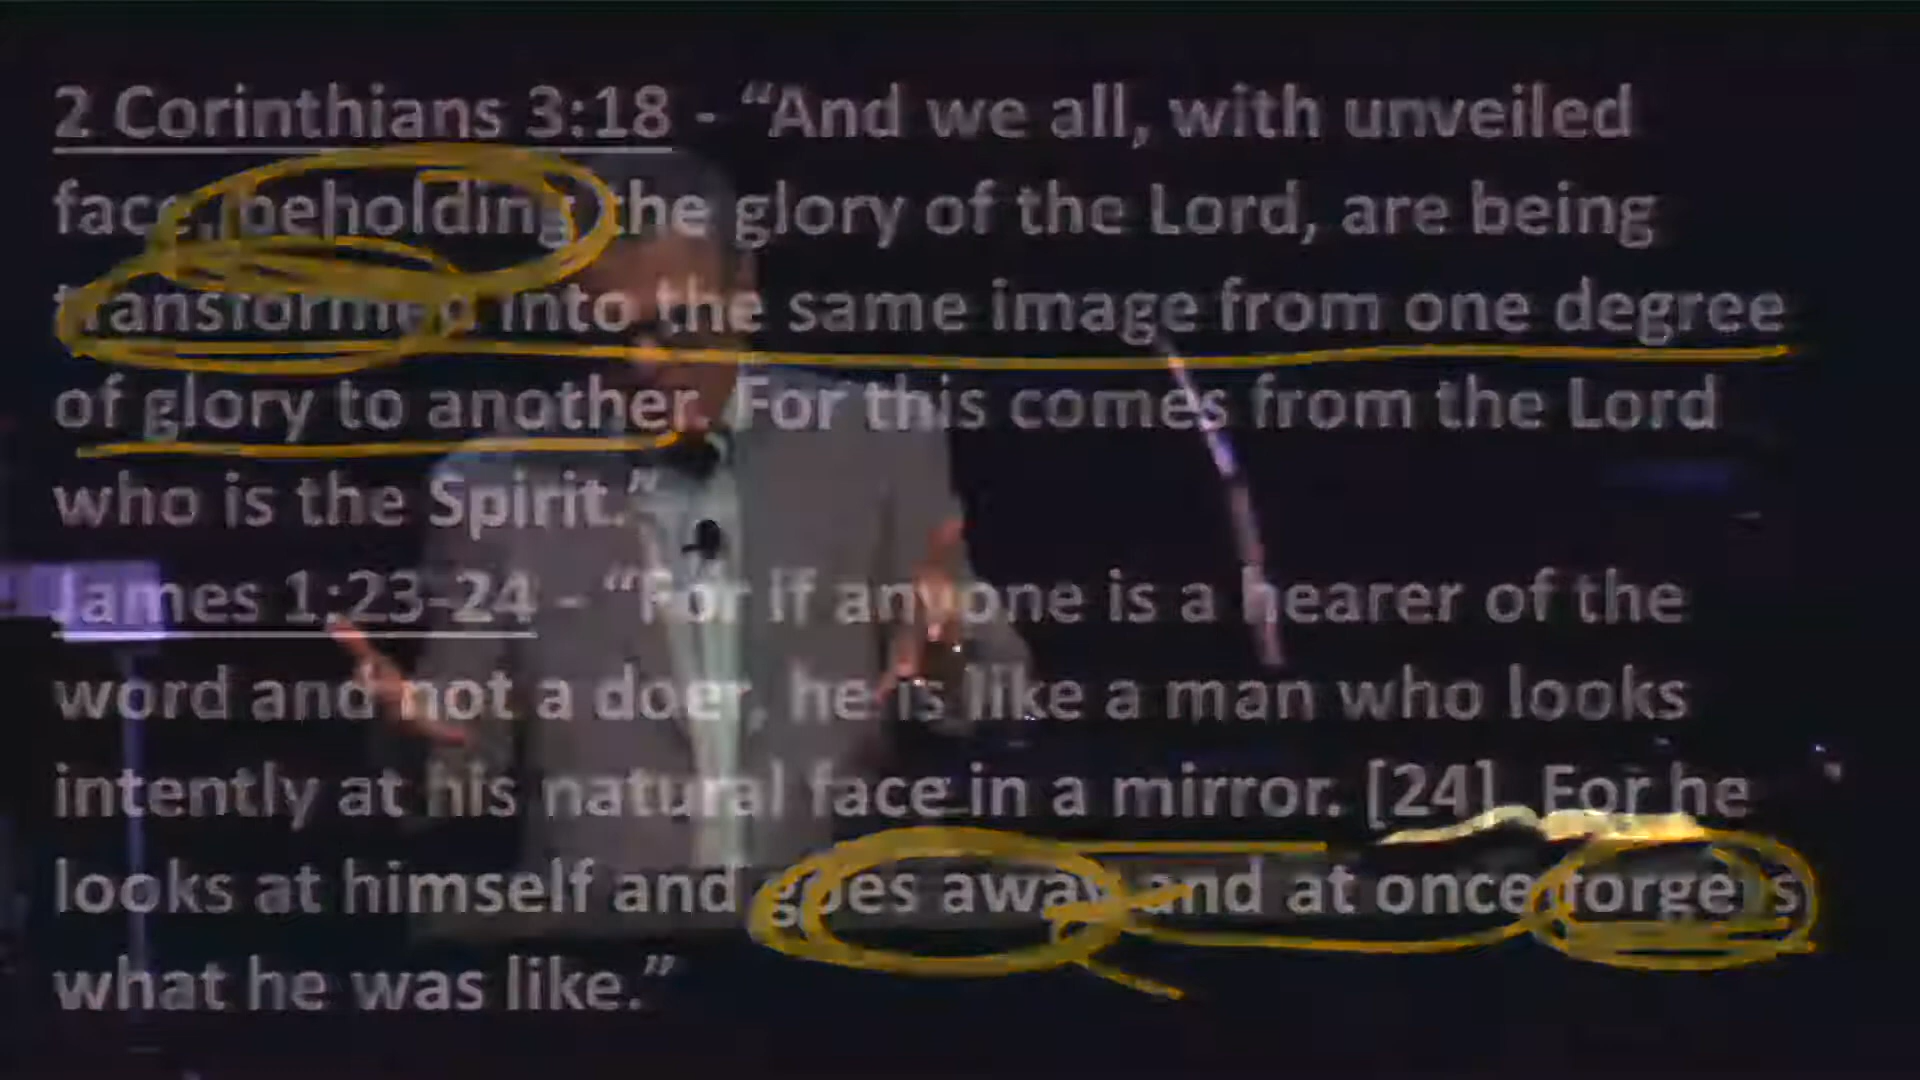 2 Corinthians 3:18 - “And we all, with unveiled
face, beholding the glory of the Lord, are being
transformed into the same image from one degree
of glory to another. For this comes from the Lord
who is the Spirit.”
James 1:23-24 - “For if anyone is a hearer of the
word and not a doer, he is like a man who looks
intently at his natural face in a mirror. [24] For he
looks at himself and goes away and at once forgets
what he was like.”